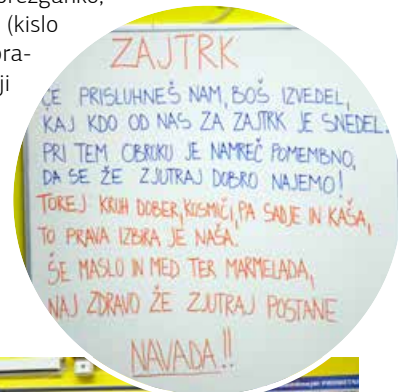 (kislo
ZAJTRK
ČE PRISLUHNEŠ NAM, BOŠ IZVEDEL,
KAJ KDO OD NAS ZA ZAJTRK JE SNEDEL.
PRI TEM OBROKU JE NAMREČ POMEMBNO,
DA SE ŽE ZJUTRAJ DOBRO NAJEMO!
TOREJ KRUH DOBER, KOSMIČI, PA SADJE IN KAŠA,
TO PRAVA IZBIRA JE NAŠA.
ŠE MASLO IN MED TER MARMELADA,
NAJ ZDRAVO ŽE ZJUTRAJ POSTANE
NAVADA!!